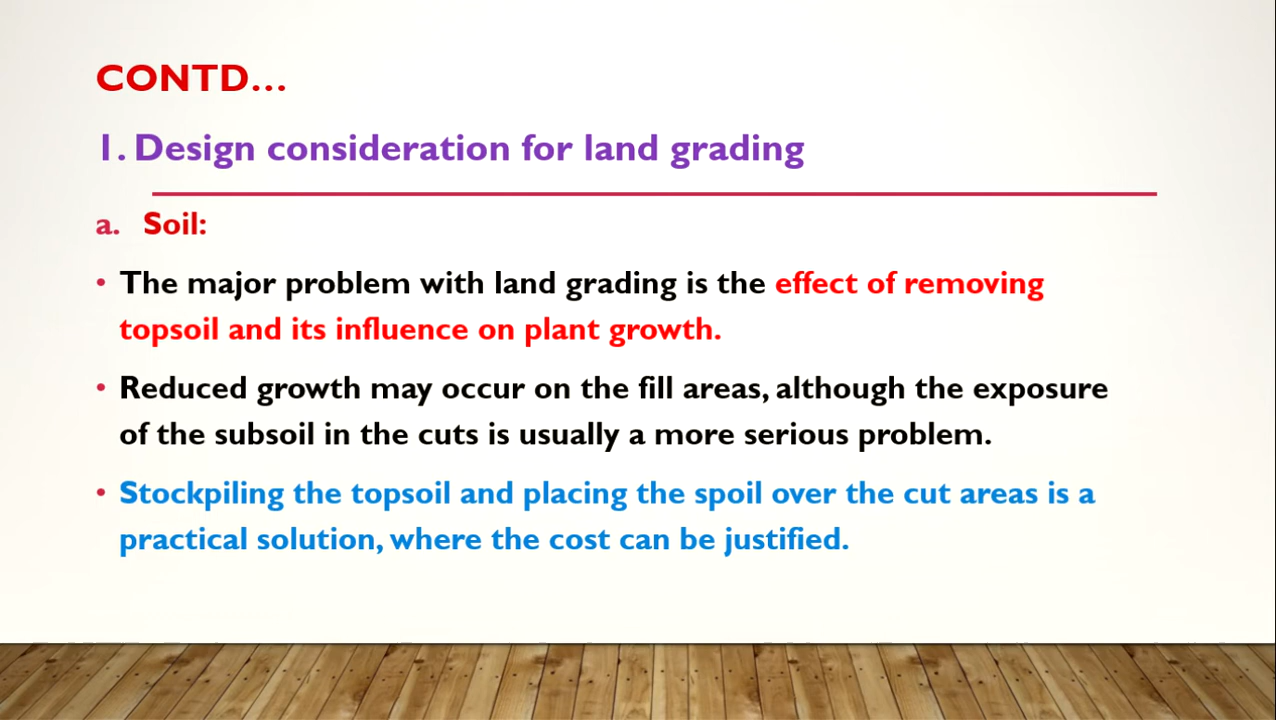 CONTD...
1. Design consideration for land grading
a. Soil:
• The major problem with land grading is the effect of removing
topsoil and its influence on plant growth.
• Reduced growth may occur on the fill areas, although the exposure
of the subsoil in the cuts is usually a more serious problem.
• Stockpiling the topsoil and placing the spoil over the cut areas is a
practical solution, where the cost can be justified.